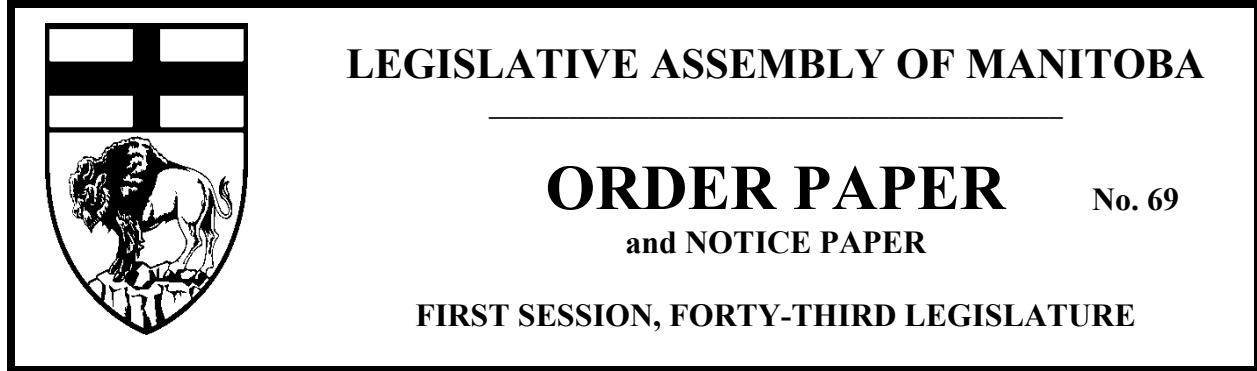 LEGISLATIVE ASSEMBLY OF MANITOBA
ORDER PAPER No. 69
and NOTICE PAPER
FIRST SESSION, FORTY-THIRD LEGISLATURE